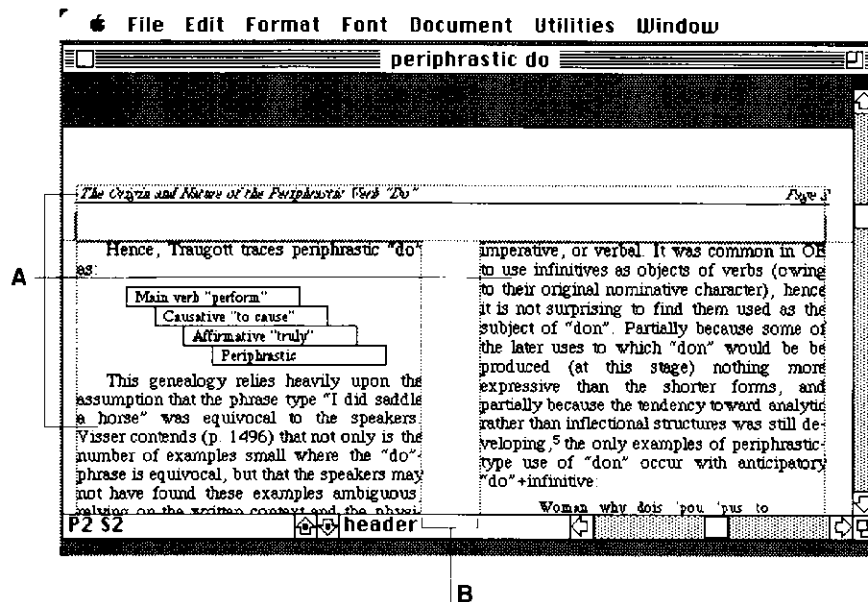 File Edit Format Font Document Utilities Window
periphrastic do
The Origin and Nature of the Periphrastic Verb "Do" Page 3
Hence, Traugott traces periphrastic "do"
as:
Main verb "perform"
Causative "to cause"
Affirmative "truly"
Periphrastic
This genealogy relies heavily upon the
assumption that the phrase type "I did saddle
a horse" was equivocal to the speakers.
Visser contends (p. 1496) that not only is the
number of examples small where the "do"-
phrase is equivocal, but that the speakers may
not have found these examples ambiguous,
relying on the written context and the physi-
imperative, or verbal. It was common in OE
to use infinitives as objects of verbs (owing
to their original nominative character), hence
it is not surprising to find them used as the
subject of "don". Partially because some of
the later uses to which "don" would be be
produced (at this stage) nothing more
expressive than the shorter forms, and
partially because the tendency toward analytic
rather than inflectional structures was still de-
veloping,⁵ the only examples of periphrastic-
type use of "don" occur with anticipatory
"do"+infinitive:
Woman why dois 'pou 'pus to
P2 S2 header
A
B